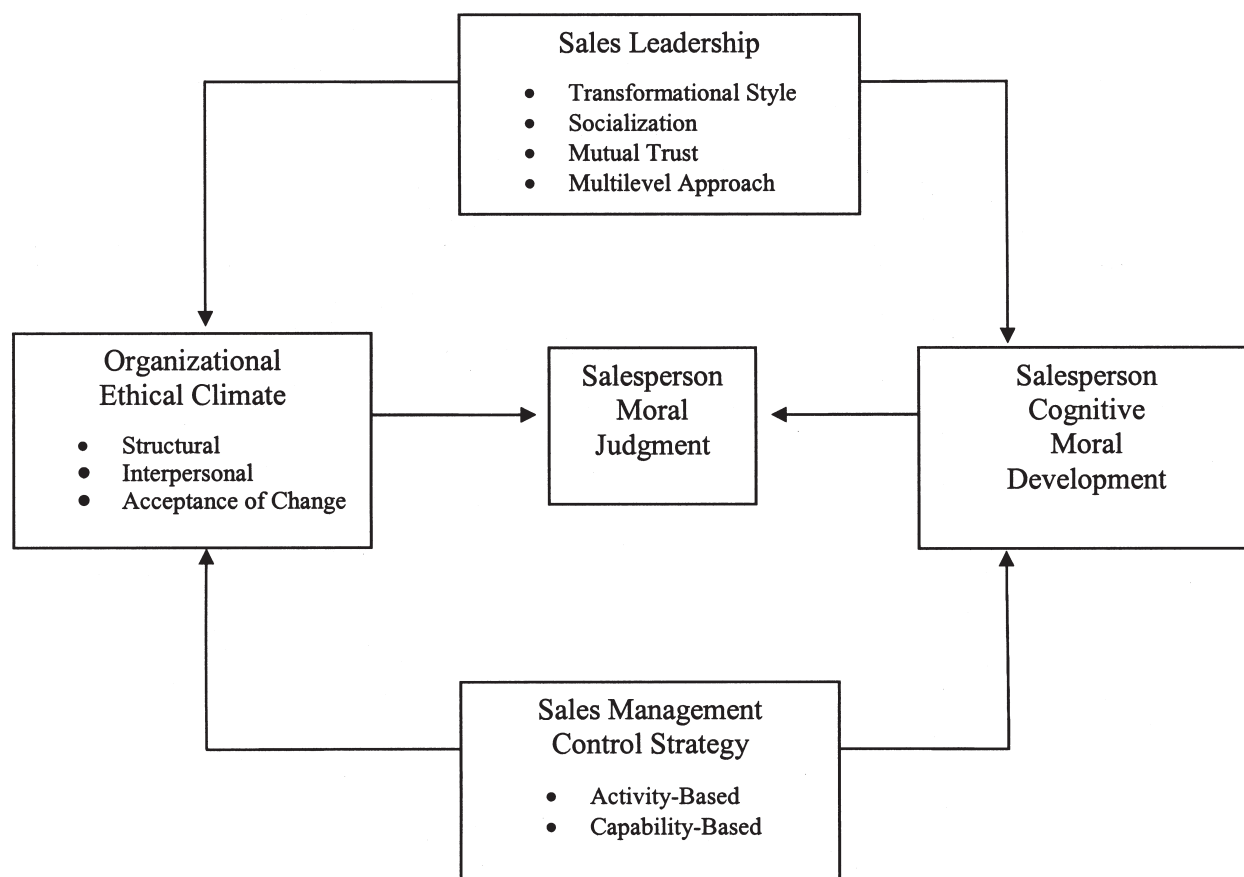 Sales Leadership
• Transformational Style
• Socialization
• Mutual Trust
• Multilevel Approach
Organizational
Ethical Climate
• Structural
• Interpersonal
• Acceptance of Change
Salesperson
Moral
Judgment
Salesperson
Cognitive
Moral
Development
Sales Management
Control Strategy
• Activity-Based
• Capability-Based